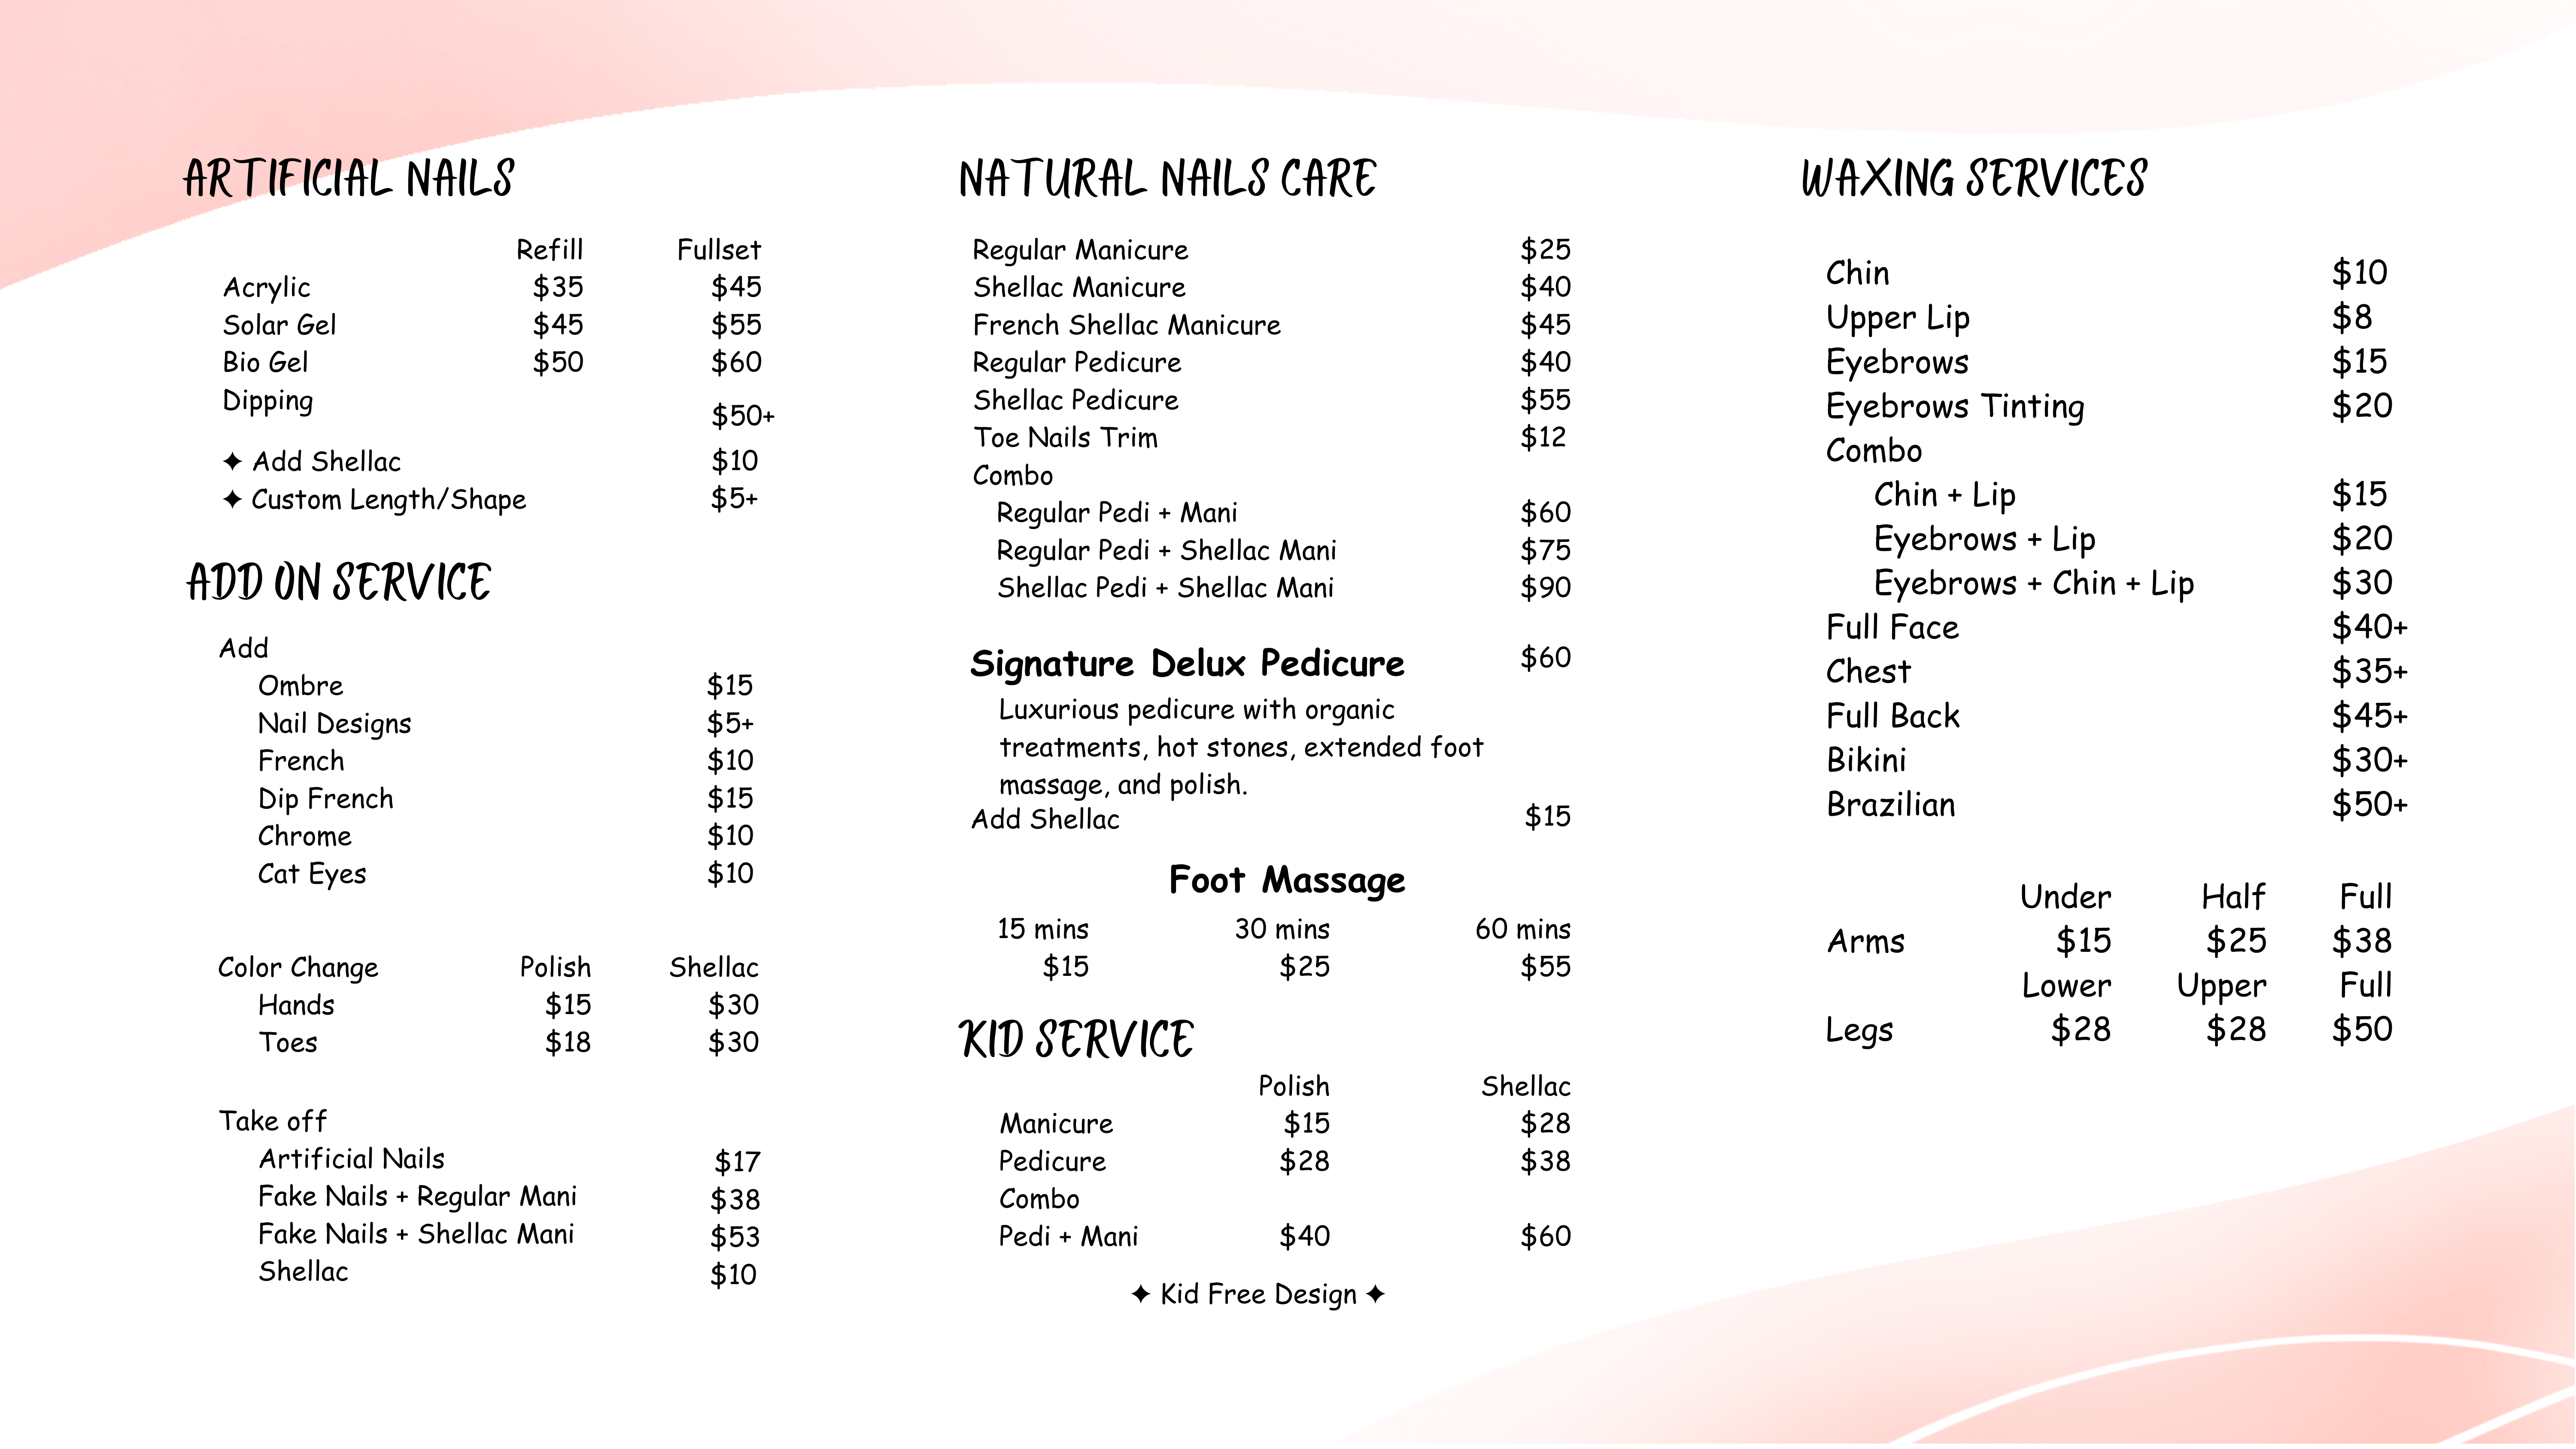 ARTIFICIAL NAILS
Refill Fullset
Acrylic $35 $45
Solar Gel $45 $55
Bio Gel $50 $60
Dipping $50+
✦ Add Shellac $10
✦ Custom Length/Shape $5+
ADD ON SERVICE
Add
Ombre $15
Nail Designs $5+
French $10
Dip French $15
Chrome $10
Cat Eyes $10
Color Change Polish Shellac
Hands $15 $30
Toes $18 $30
Take off
Artificial Nails $17
Fake Nails + Regular Mani $38
Fake Nails + Shellac Mani $53
Shellac $10
NATURAL NAILS CARE
Regular Manicure $25
Shellac Manicure $40
French Shellac Manicure $45
Regular Pedicure $40
Shellac Pedicure $55
Toe Nails Trim $12
Combo
Regular Pedi + Mani $60
Regular Pedi + Shellac Mani $75
Shellac Pedi + Shellac Mani $90
Signature Delux Pedicure $60
Luxurious pedicure with organic
treatments, hot stones, extended foot
massage, and polish.
Add Shellac $15
Foot Massage
15 mins 30 mins 60 mins
$15 $25 $55
KID SERVICE
Polish Shellac
Manicure $15 $28
Pedicure $28 $38
Combo
Pedi + Mani $40 $60
✦ Kid Free Design ✦
WAXING SERVICES
Chin $10
Upper Lip $8
Eyebrows $15
Eyebrows Tinting $20
Combo
Chin + Lip $15
Eyebrows + Lip $20
Eyebrows + Chin + Lip $30
Full Face $40+
Chest $35+
Full Back $45+
Bikini $30+
Brazilian $50+
Under Half Full
Arms $15 $25 $38
Lower Upper Full
Legs $28 $28 $50